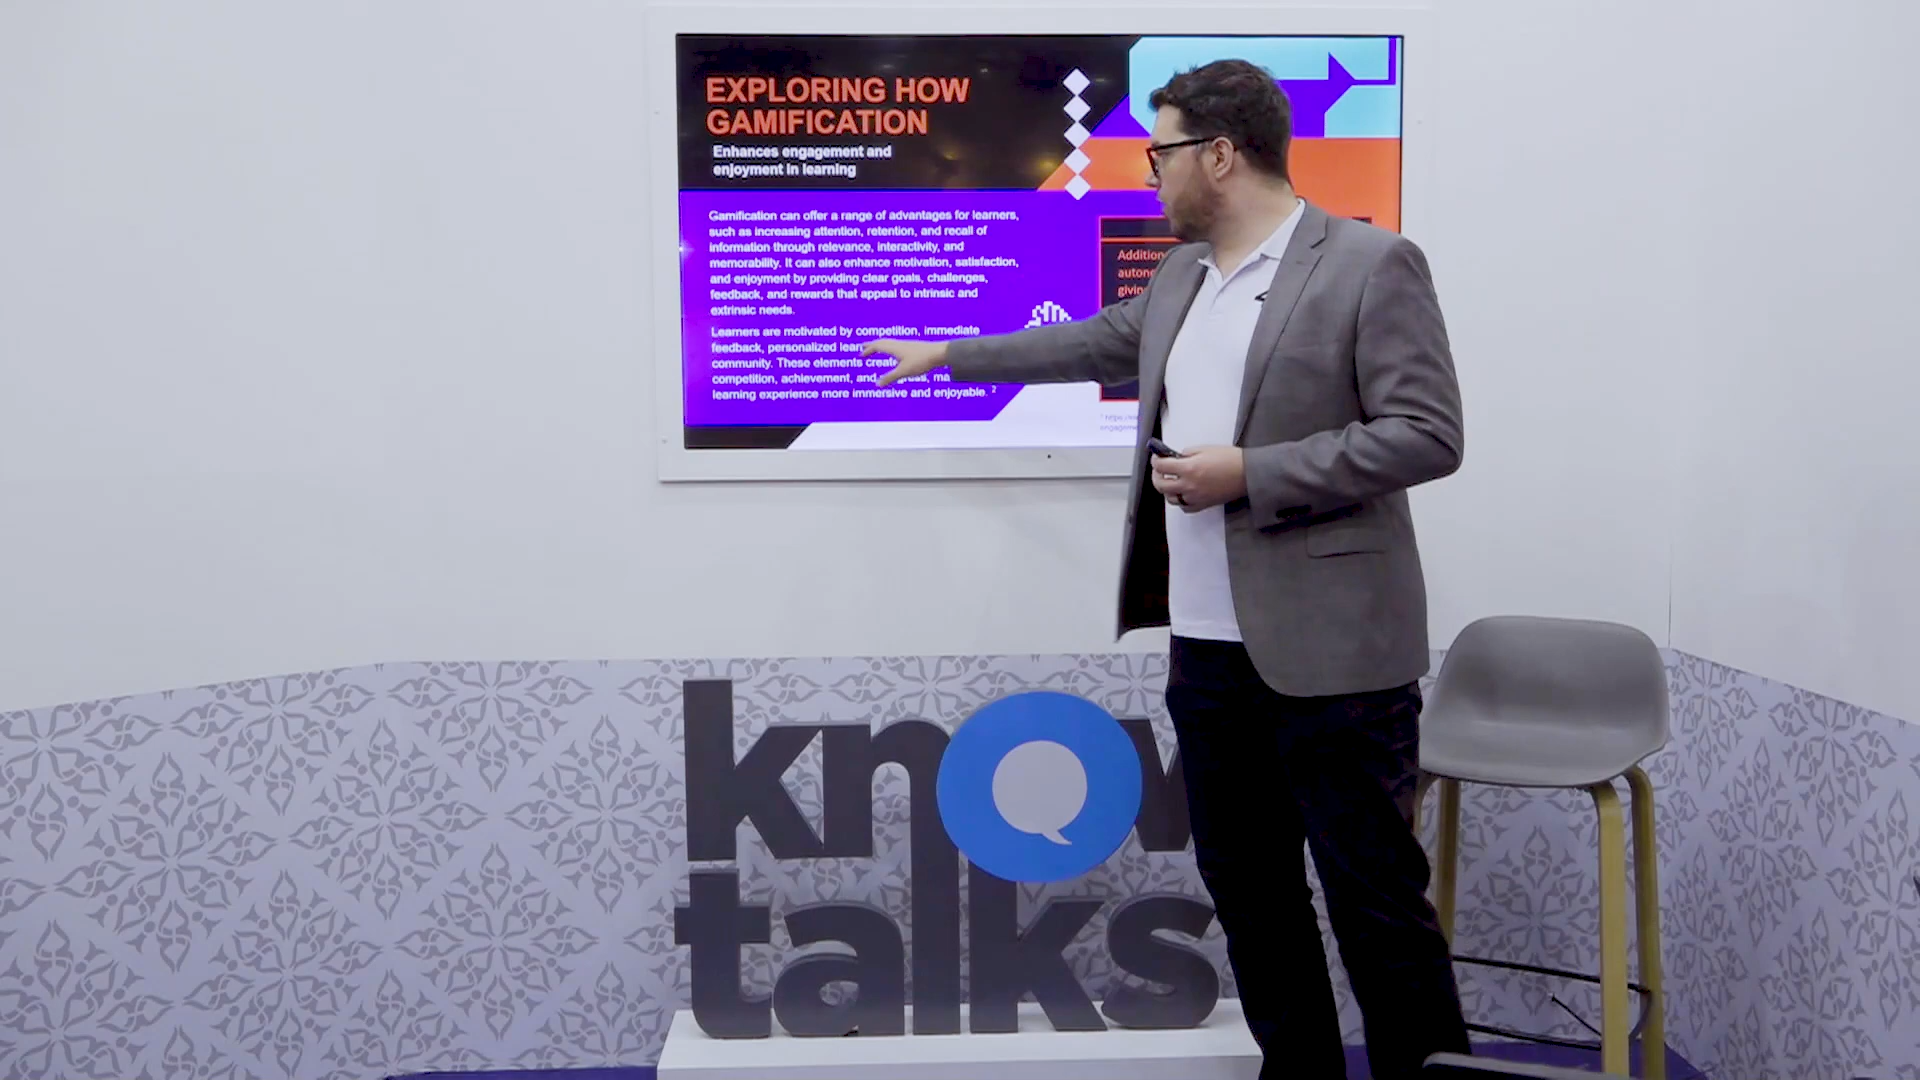 EXPLORING HOW
GAMIFICATION
Enhances engagement and
enjoyment in learning
Gamification can offer a range of advantages for learners,
such as increasing attention, retention, and recall of
information through relevance, interactivity, and
memorability. It can also enhance motivation, satisfaction,
and enjoyment by providing clear goals, challenges,
feedback, and rewards that appeal to intrinsic and
extrinsic needs.
Learners are motivated by competition, immediate
feedback, personalized
community. These elements
competition, achievement, and
learning experience more immersive and enjoyable. 2
know
talks